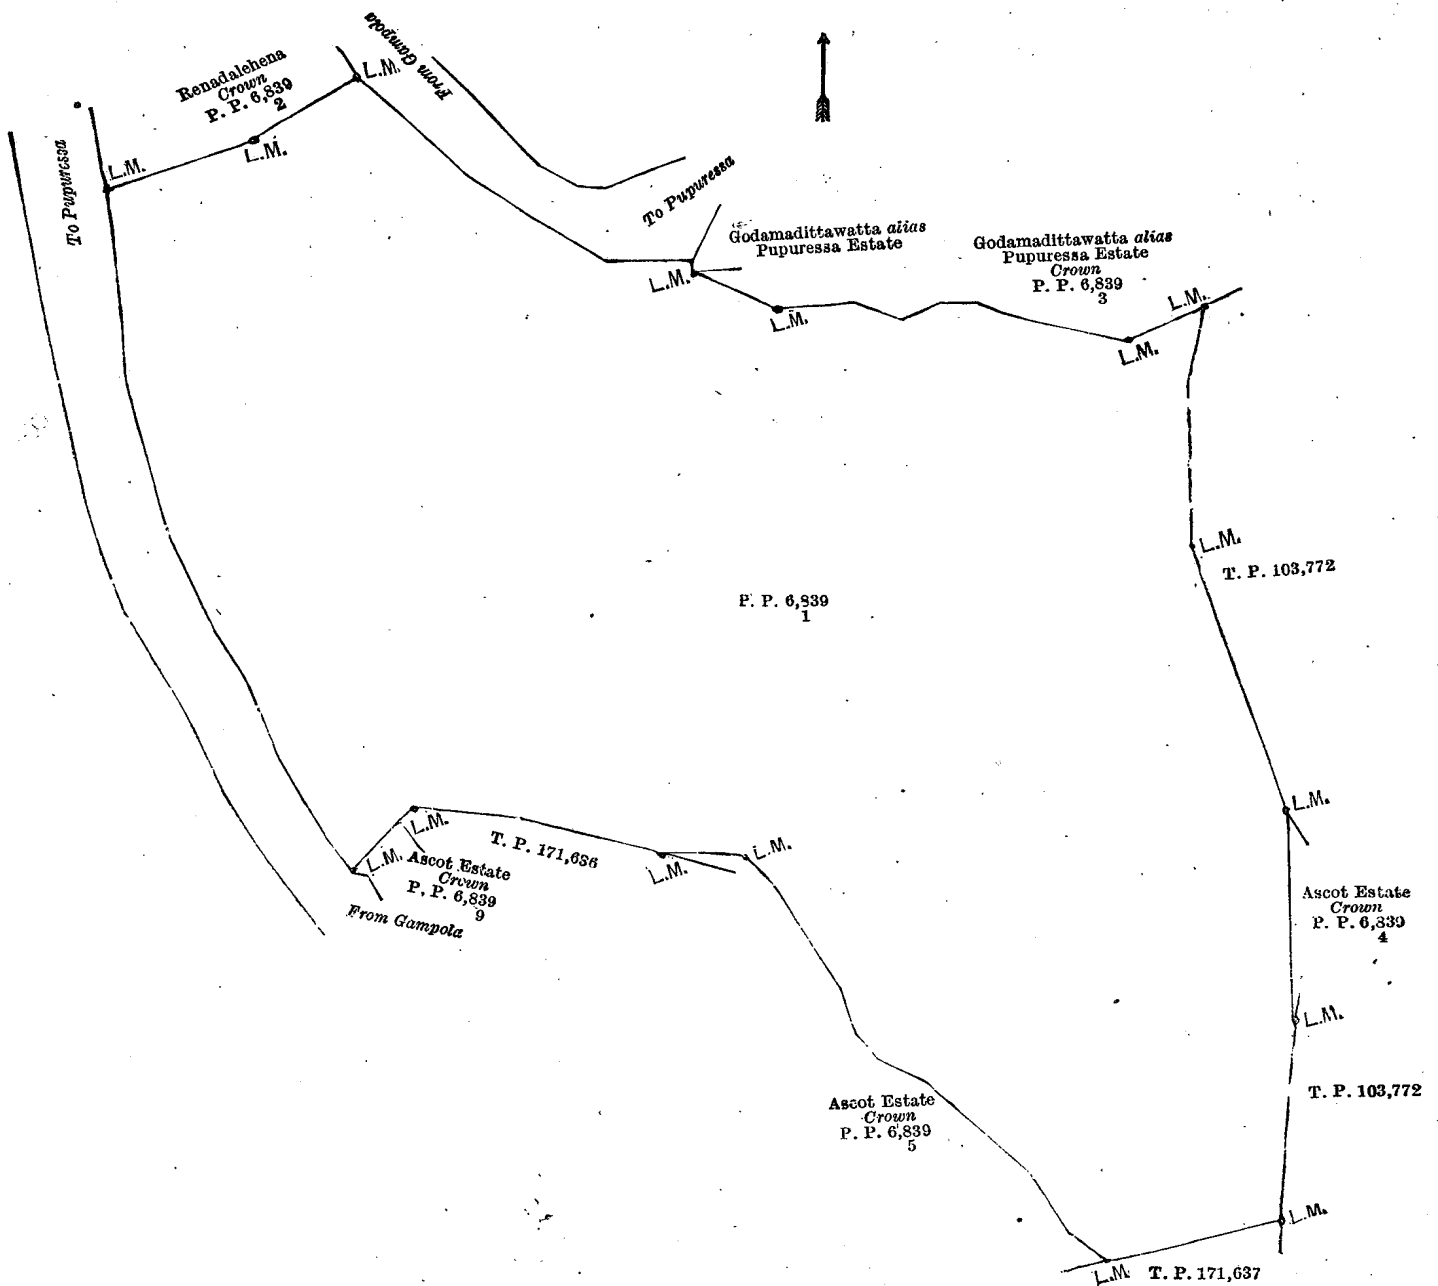 From Gampola
Renadalehena
Crown
P. P. 6,839
2
L.M.
L.M.
L.M.
To Pupuressa
To Pupuressa
Godamadittawatta alias
Pupuressa Estate
Godamadittawatta alias
Pupuressa Estate
Crown
P. P. 6,839
3
L.M.
L.M.
L.M.
L.M.
L.M.
T. P. 103,772
P. P. 6,839
1
L.M.
L.M.
T. P. 171,636
L.M.
L.M.
L.M.
Ascot Estate
Crown
P. P. 6,839
9
From Gampola
Ascot Estate
Crown
P. P. 6,839
4
L.M.
T. P. 103,772
Ascot Estate
Crown
P. P. 6,839
5
L.M.
L.M.
T. P. 171,637